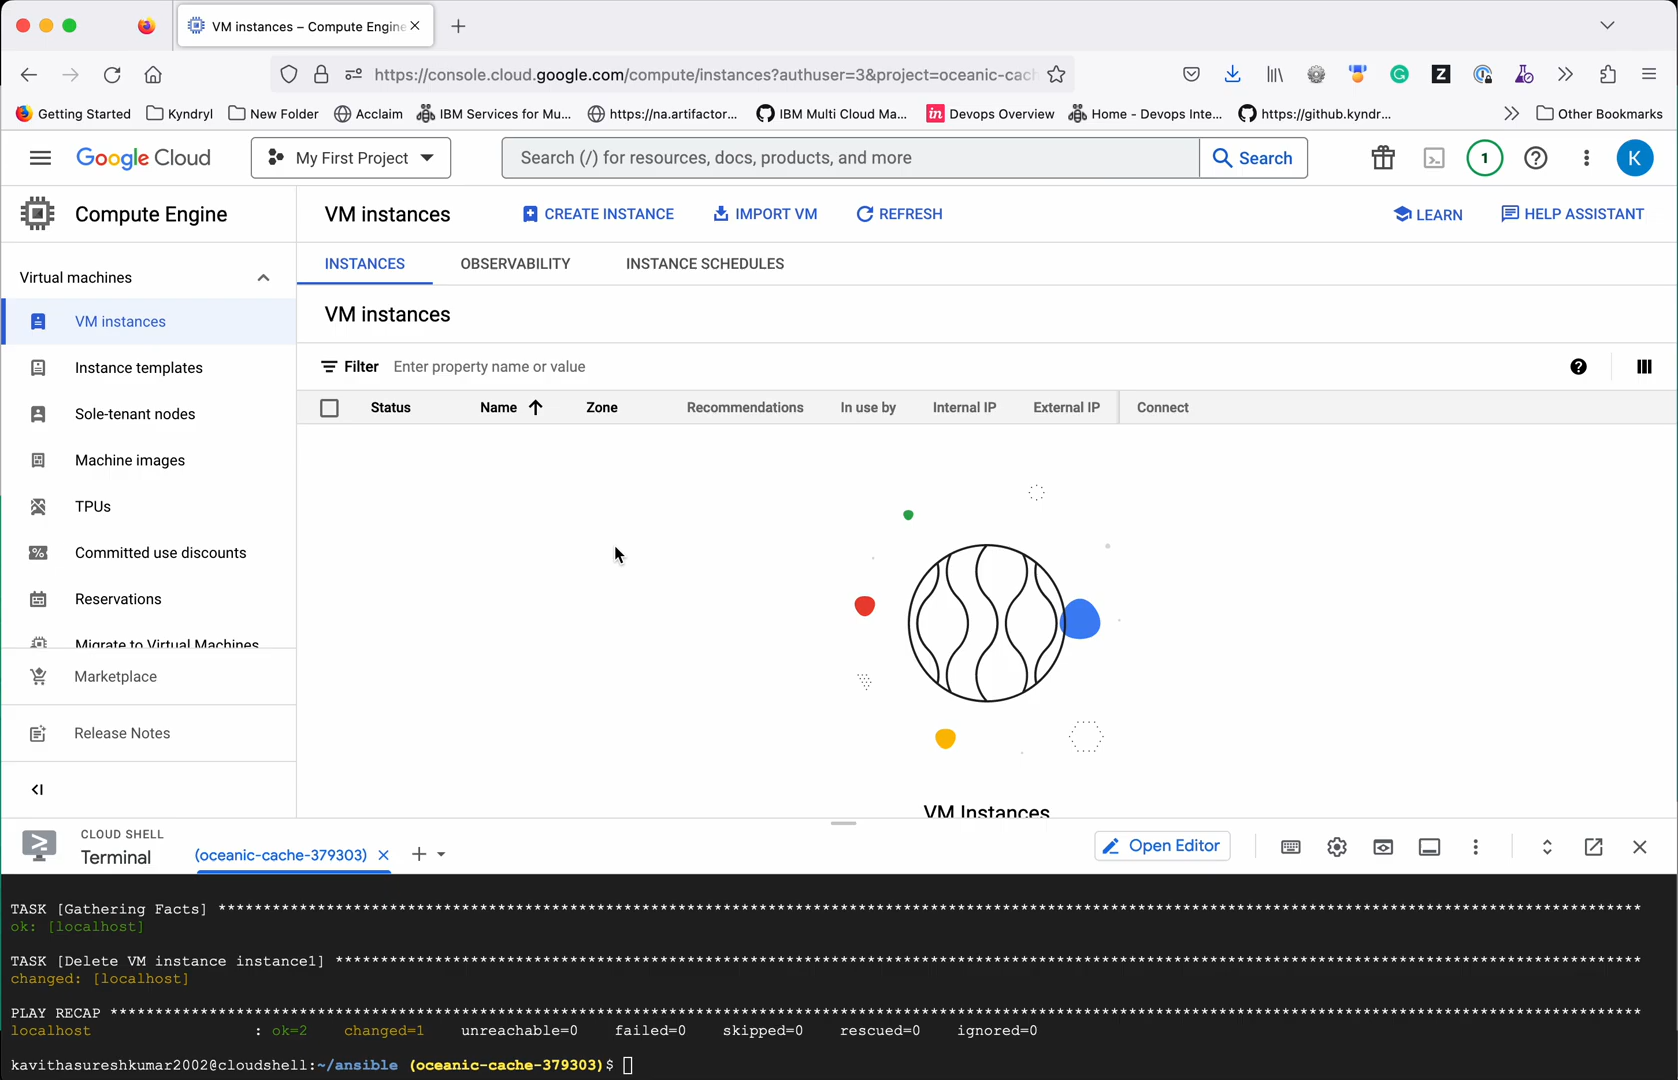 VM instances – Compute Engine
https://console.cloud.google.com/compute/instances?authuser=3&project=oceanic-cach
Getting Started Kyndryl New Folder Acclaim IBM Services for Mu... https://na.artifactor... IBM Multi Cloud Ma... in Devops Overview Home - Devops Inte... https://github.kyndr... Other Bookmarks
Google Cloud My First Project Search (/) for resources, docs, products, and more Search 1 K
Compute Engine VM instances CREATE INSTANCE IMPORT VM REFRESH LEARN HELP ASSISTANT
INSTANCES OBSERVABILITY INSTANCE SCHEDULES
Virtual machines
VM instances
Instance templates
Sole-tenant nodes
Machine images
TPUs
Committed use discounts
Reservations
Migrate to Virtual Machines
Marketplace
Release Notes
VM instances
Filter Enter property name or value
Status Name Zone Recommendations In use by Internal IP External IP Connect
VM Instances
CLOUD SHELL
Terminal (oceanic-cache-379303) Open Editor
TASK [Gathering Facts] ********************************************************************************************************************************************
ok: [localhost]
TASK [Delete VM instance instance1] *******************************************************************************************************************************
changed: [localhost]
PLAY RECAP ********************************************************************************************************************************************************
localhost : ok=2 changed=1 unreachable=0 failed=0 skipped=0 rescued=0 ignored=0
kavithasureshkumar2002@cloudshell:~/ansible (oceanic-cache-379303)$